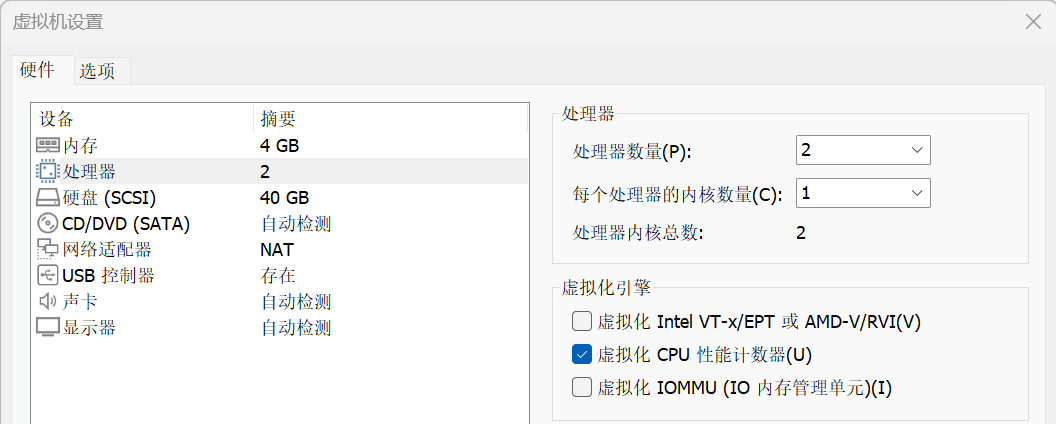 虚拟机设置
硬件 选项
设备 摘要
内存 4 GB
处理器 2
硬盘 (SCSI) 40 GB
CD/DVD (SATA) 自动检测
网络适配器 NAT
USB 控制器 存在
声卡 自动检测
显示器 自动检测
处理器
处理器数量(P): 2
每个处理器的内核数量(C): 1
处理器内核总数: 2
虚拟化引擎
虚拟化 Intel VT-x/EPT 或 AMD-V/RVI(V)
虚拟化 CPU 性能计数器(U)
虚拟化 IOMMU (IO 内存管理单元)(I)